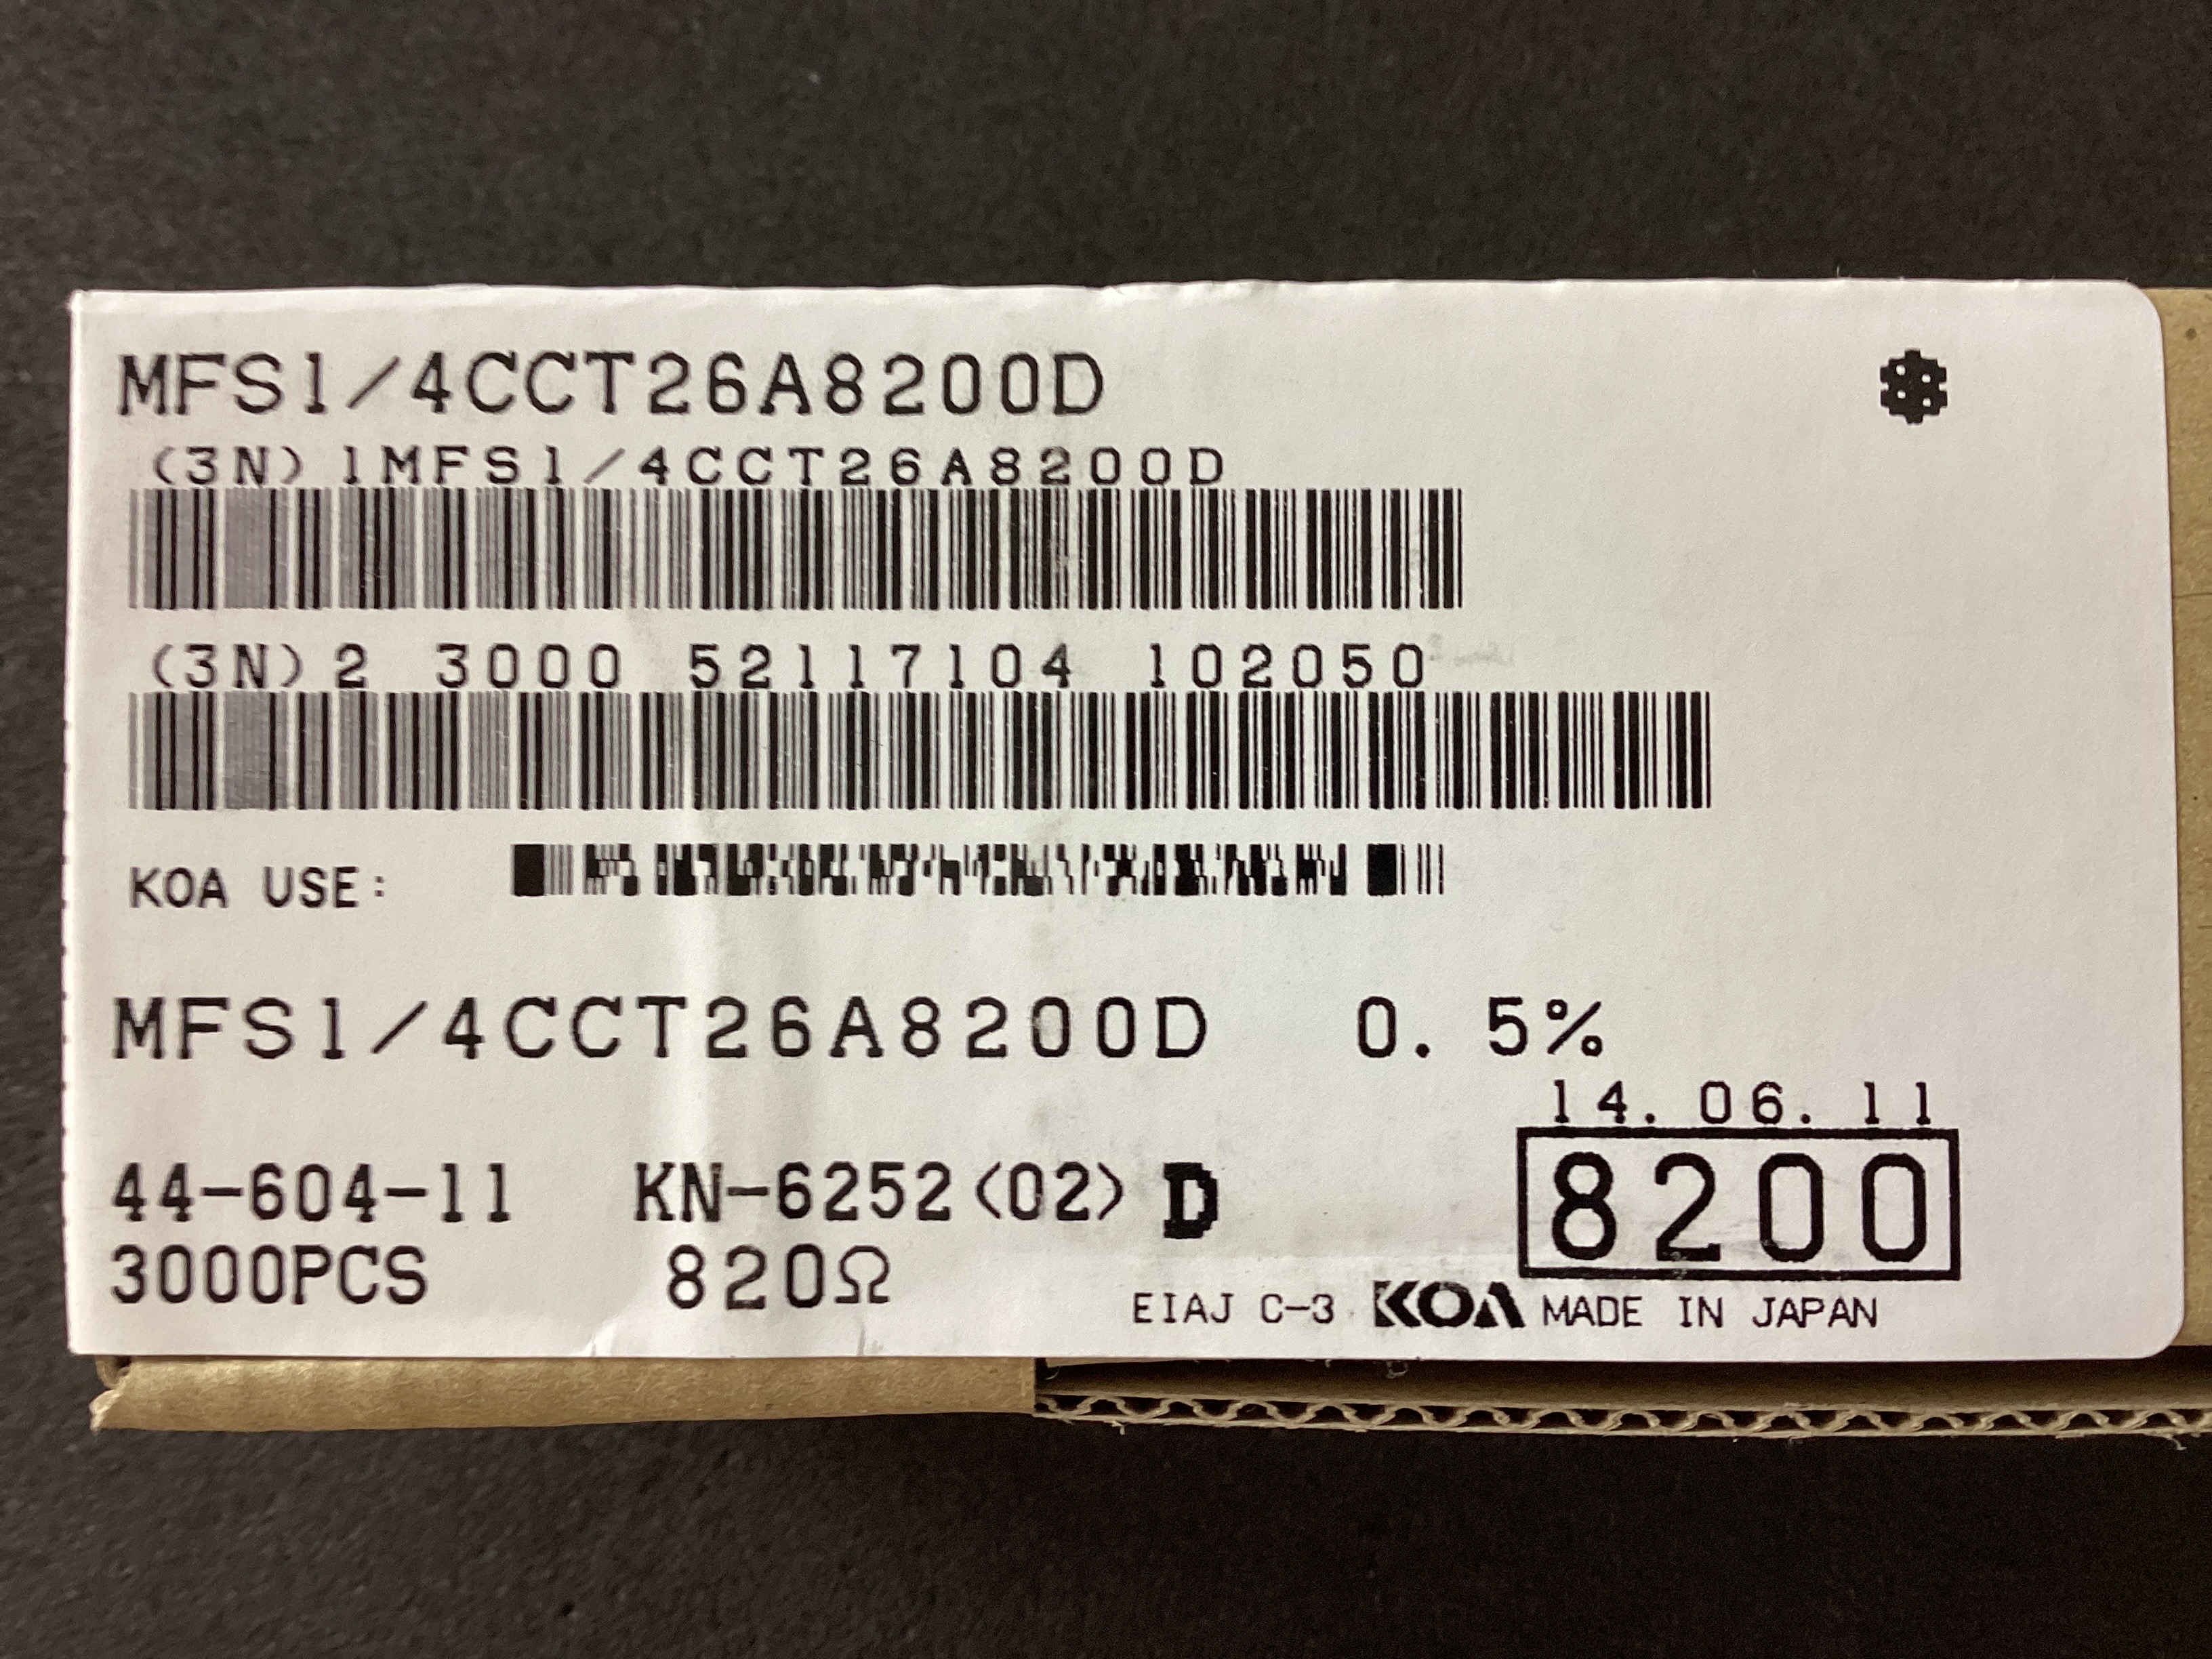 MFS1/4CCT26A8200D
(3N)1MFS1/4CCT26A8200D
(3N)2 3000 52117104 102050
KOA USE:
MFS1/4CCT26A8200D 0.5%
14.06.11
8200
44-604-11 KN-6252(02) D
3000PCS 820Ω
EIAJ C-3 KOA MADE IN JAPAN